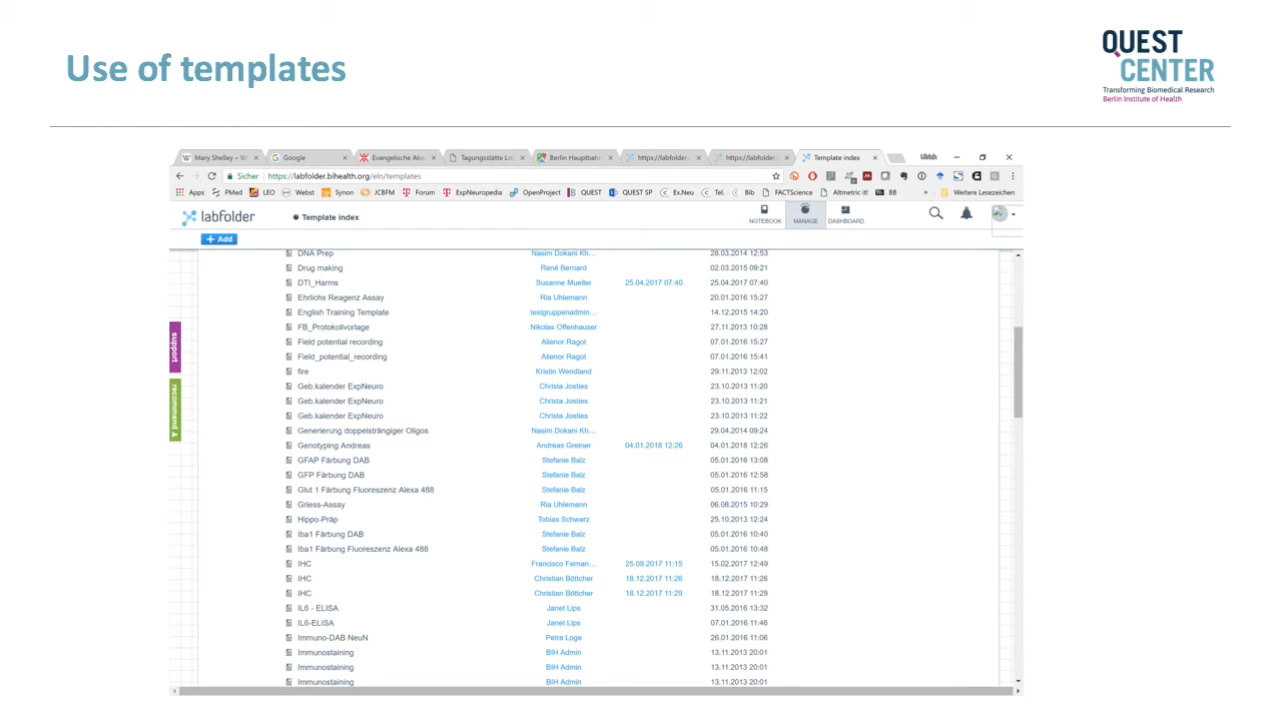 Use of templates
QUEST
CENTER
Transforming Biomedical Research
Berlin Institute of Health
Mary Shelley – W
Google
Evangelische Aka
Tagungsstätte Lo
Berlin Hauptbahn
https://labfolder.
https://labfolder.
Template index
Ulrich
Sicher https://labfolder.bihealth.org/eln/templates
Apps PMed LEO Webst Synon JCBFM Forum ExpNeuropedia OpenProject QUEST QUEST SP Ex.Neu Tel. Bib FACTScience Altmetric it! BB » Weitere Lesezeichen
labfolder
Template index
NOTEBOOK MANAGE DASHBOARD
+ Add
support
recommend
DNA Prep Nasim Dokani Kh... 28.03.2014 12:53
Drug making René Bernard 02.03.2015 09:21
DTI_Harms Susanne Mueller 25.04.2017 07:40 25.04.2017 07:40
Ehrlichs Reagenz Assay Ria Uhlemann 20.01.2016 15:27
English Training Template testgruppenadmin... 14.12.2015 14:20
FB_Protokollvorlage Nikolas Offenhauser 27.11.2013 10:28
Field potential recording Alienor Ragot 07.01.2016 15:27
Field_potential_recording Alienor Ragot 07.01.2016 15:41
fire Kristin Wendland 29.11.2013 12:02
Geb.kalender ExpNeuro Christa Josties 23.10.2013 11:20
Geb.kalender ExpNeuro Christa Josties 23.10.2013 11:21
Geb.kalender ExpNeuro Christa Josties 23.10.2013 11:22
Generierung doppelsträngiger Oligos Nasim Dokani Kh... 29.04.2014 09:24
Genotyping Andreas Andreas Greiner 04.01.2018 12:26 04.01.2018 12:26
GFAP Färbung DAB Stefanie Balz 05.01.2016 13:08
GFP Färbung DAB Stefanie Balz 05.01.2016 12:58
Glut 1 Färbung Fluoreszenz Alexa 488 Stefanie Balz 05.01.2016 11:15
Griess-Assay Ria Uhlemann 06.08.2015 10:29
Hippo-Präp Tobias Schwarz 25.10.2013 12:24
Iba1 Färbung DAB Stefanie Balz 05.01.2016 10:40
Iba1 Färbung Fluoreszenz Alexa 488 Stefanie Balz 05.01.2016 10:48
IHC Francisco Fernan... 25.09.2017 11:15 15.02.2017 12:49
IHC Christian Böttcher 18.12.2017 11:26 18.12.2017 11:26
IHC Christian Böttcher 18.12.2017 11:29 18.12.2017 11:29
IL6 - ELISA Janet Lips 31.05.2016 13:32
IL6-ELISA Janet Lips 07.01.2016 11:46
Immuno-DAB NeuN Petra Loge 26.01.2016 11:06
Immunostaining BIH Admin 13.11.2013 20:01
Immunostaining BIH Admin 13.11.2013 20:01
Immunostaining BIH Admin 13.11.2013 20:01